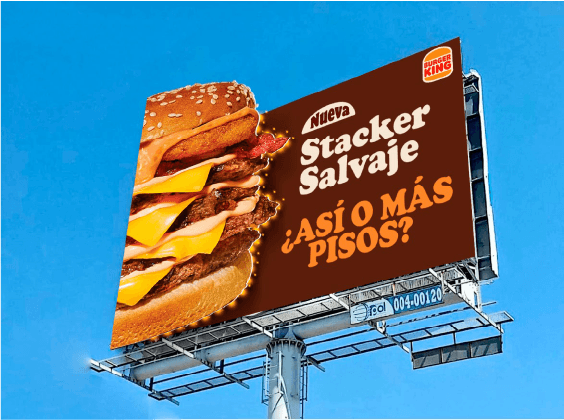 BURGER
KING
Nueva
Stacker
Salvaje
¿ASÍ O MÁS
PISOS?
004-00120